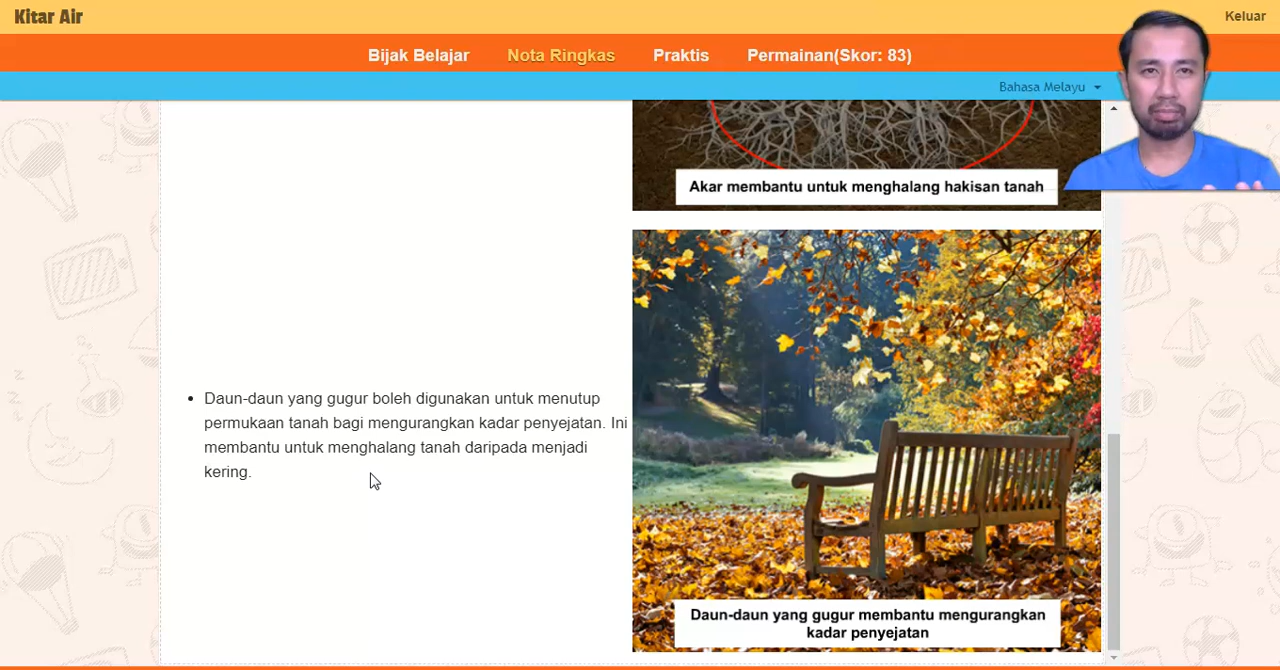 Kitar Air
Keluar
Bijak Belajar
Nota Ringkas
Praktis
Permainan(Skor: 83)
Bahasa Melayu
Akar membantu untuk menghalang hakisan tanah
• Daun-daun yang gugur boleh digunakan untuk menutup
permukaan tanah bagi mengurangkan kadar penyejatan. Ini
membantu untuk menghalang tanah daripada menjadi
kering.
Daun-daun yang gugur membantu mengurangkan
kadar penyejatan